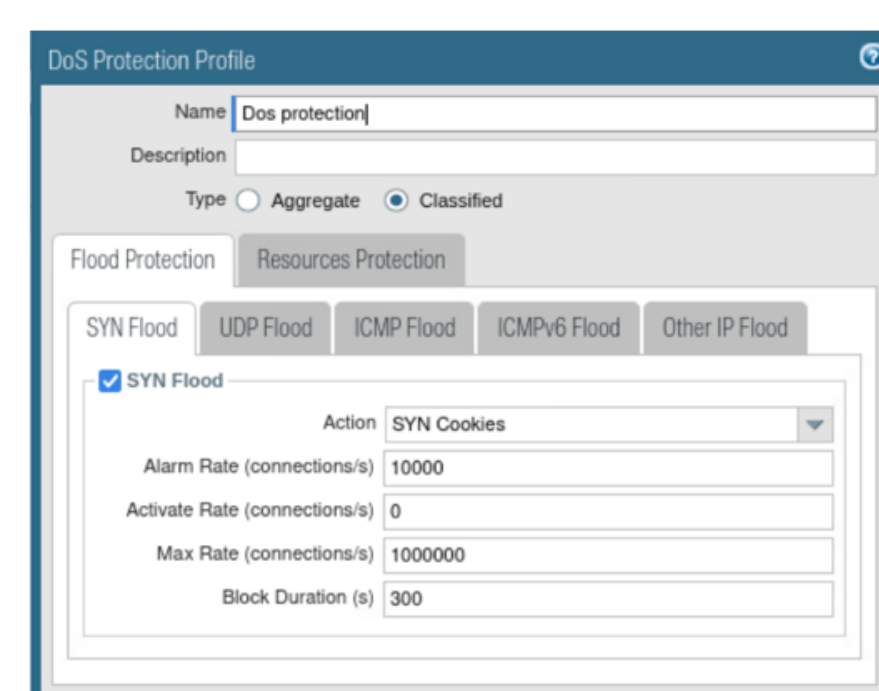 DoS Protection Profile
Name Dos protection
Description
Type Aggregate Classified
Flood Protection Resources Protection
SYN Flood UDP Flood ICMP Flood ICMPv6 Flood Other IP Flood
SYN Flood
Action SYN Cookies
Alarm Rate (connections/s) 10000
Activate Rate (connections/s) 0
Max Rate (connections/s) 1000000
Block Duration (s) 300